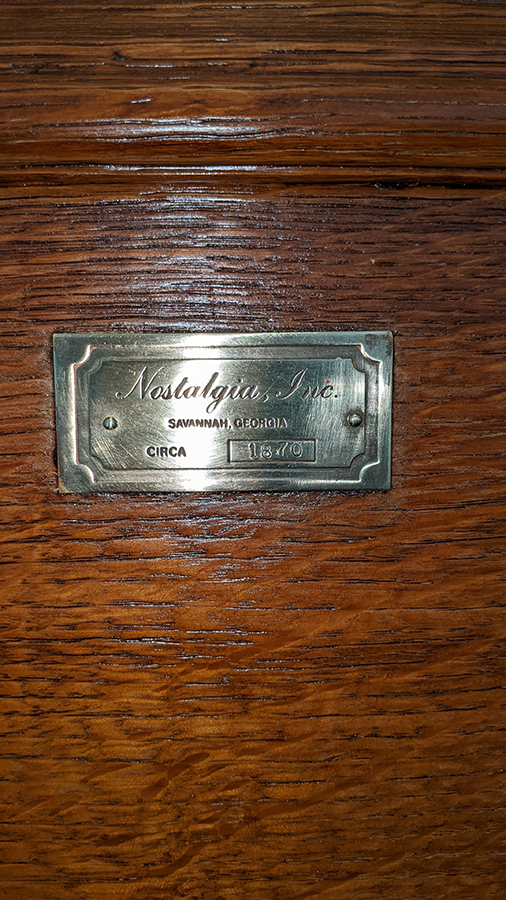 Nostalgia, Inc.
SAVANNAH, GEORGIA
CIRCA 1870